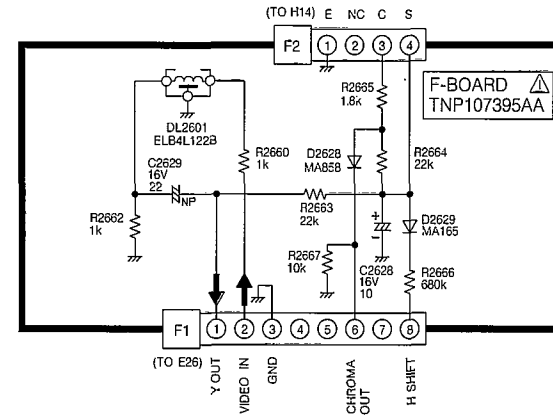 (TO H14) E NC C S
F2 1 2 3 4
F-BOARD ⚠
TNP107395AA
R2665
1.8k
DL2601
ELB4L122B
R2660
1k
D2628
MA858
R2664
22k
C2629
16V
22
NP
R2662
1k
R2663
22k
D2629
MA165
R2667
10k
C2628
16V
10
R2666
680k
+
F1 1 2 3 4 5 6 7 8
(TO E26)
Y OUT
VIDEO IN
GND
CHROMA
OUT
H SHIFT